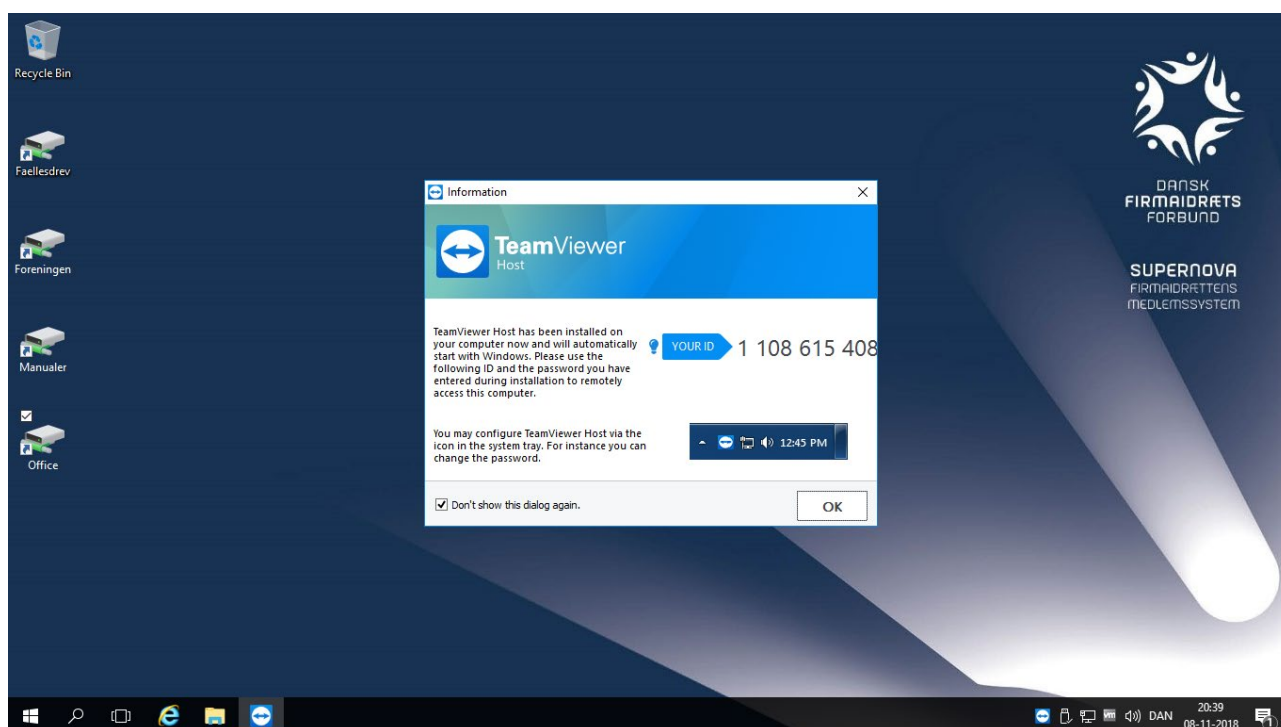 Recycle Bin
Faellesdrev
Foreningen
Manualer
Office
Information
TeamViewer
Host
TeamViewer Host has been installed on
your computer now and will automatically
start with Windows. Please use the
following ID and the password you have
entered during installation to remotely
access this computer.
YOUR ID
1 108 615 408
You may configure TeamViewer Host via the
icon in the system tray. For instance you can
change the password.
12:45 PM
Don't show this dialog again.
OK
DANSK
FIRMAIDRÆTS
FORBUND
SUPERNOVA
FIRMAIDRÆTTENS
MEDLEMSSYSTEM
vm
DAN
20:39
08-11-2018
1